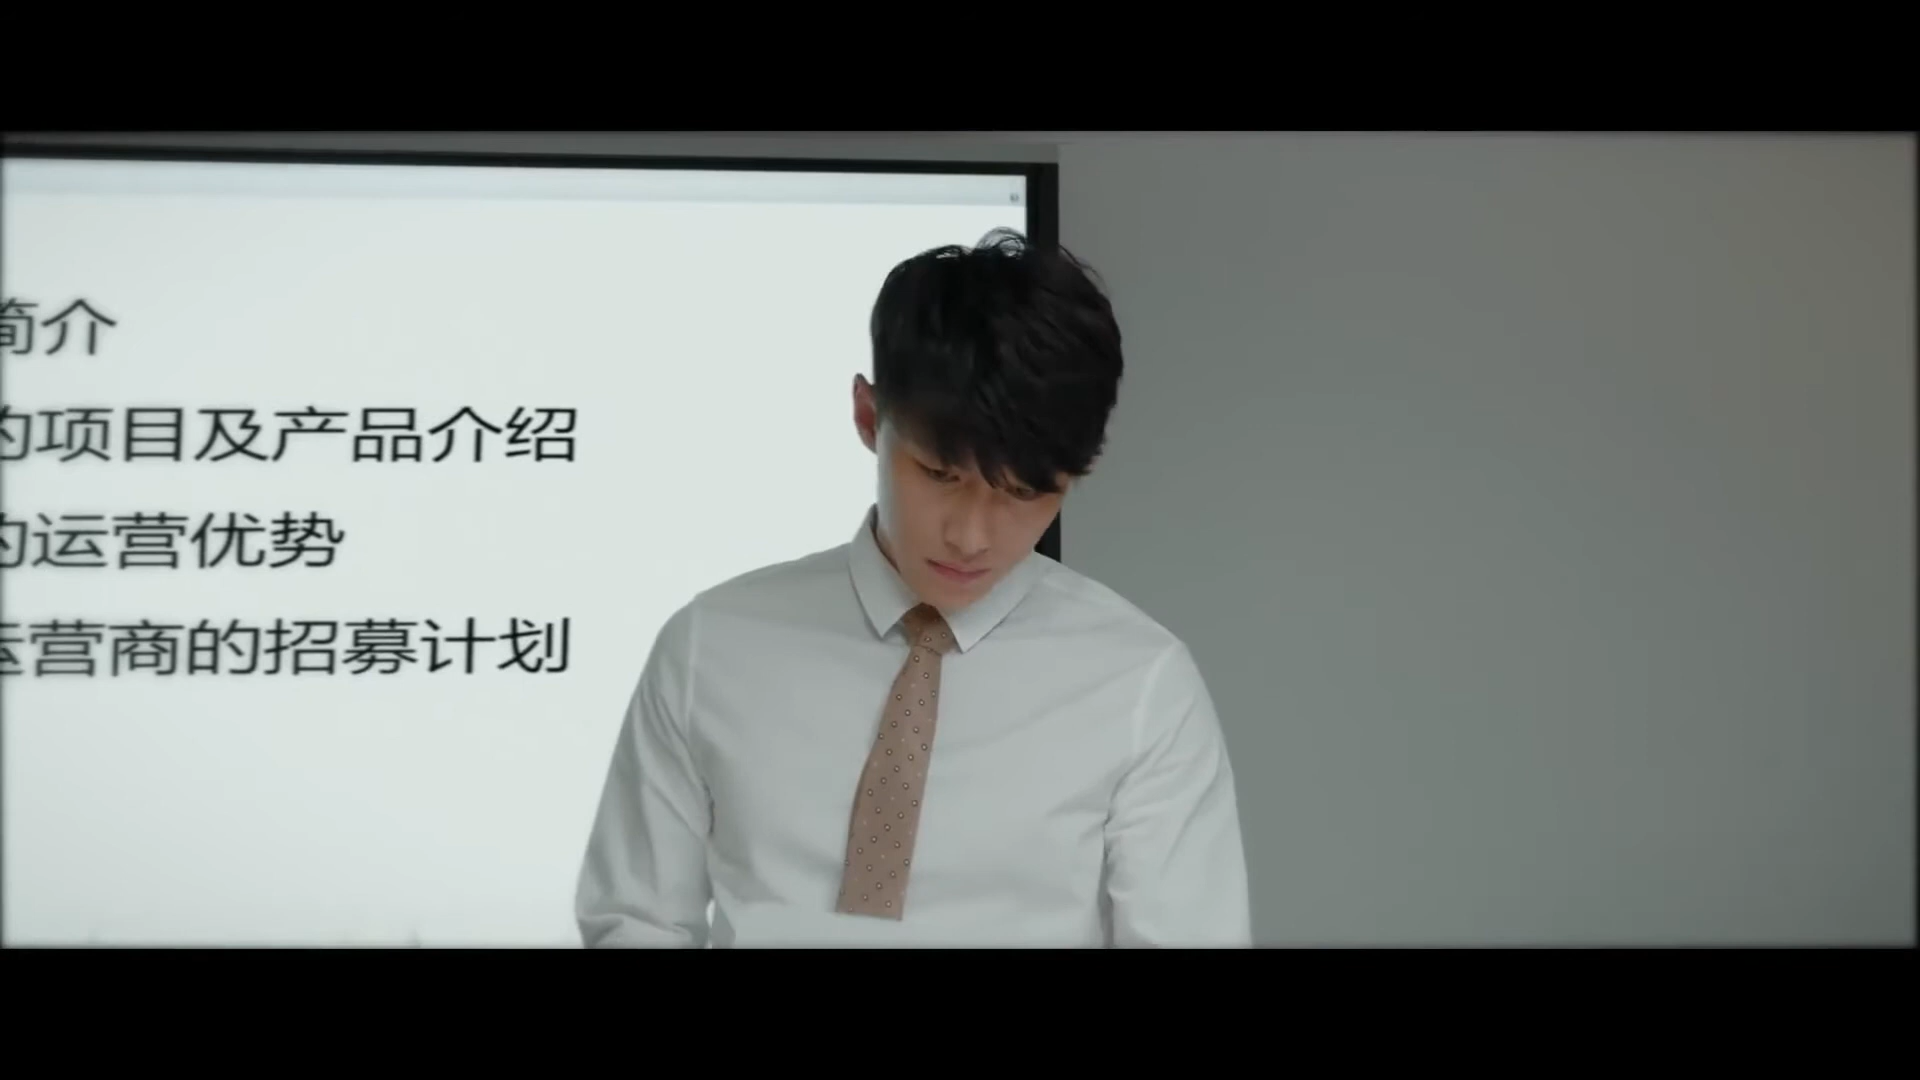 简介
的项目及产品介绍
的运营优势
运营商的招募计划